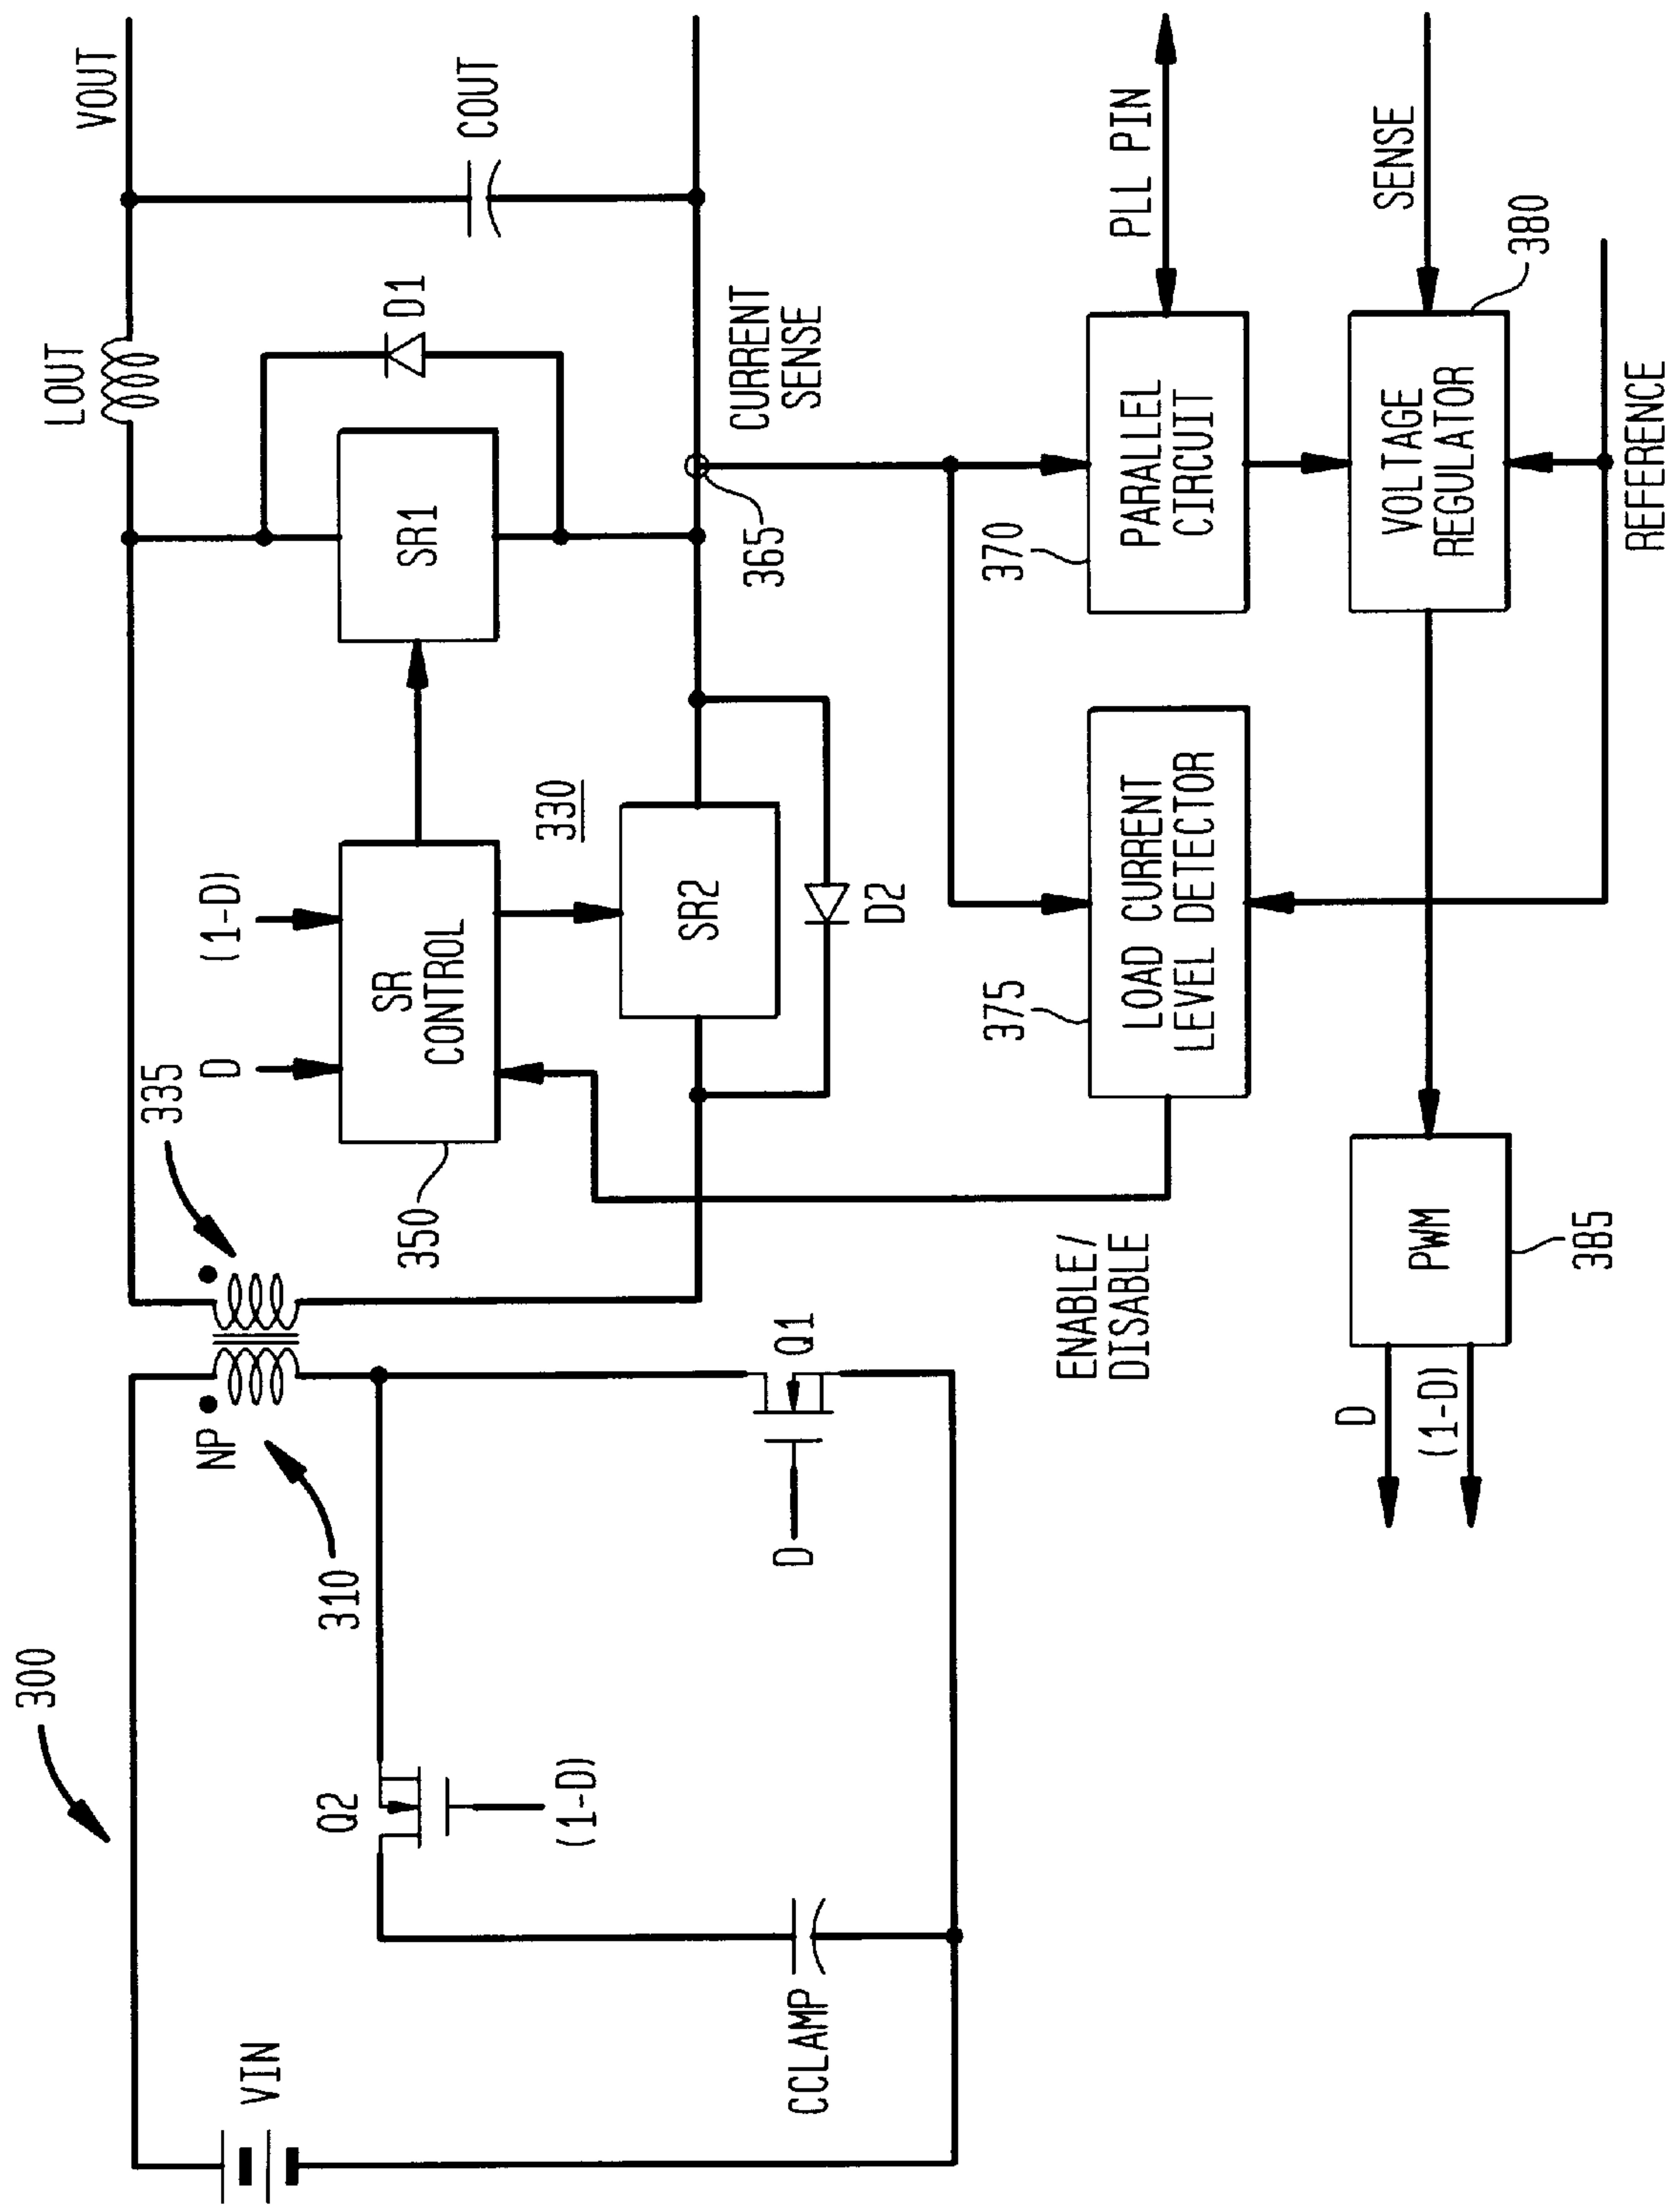 300
VIN
CCLAMP
Q2
(1-D)
310
NP
D
Q1
335
350
D
(1-D)
SR
CONTROL
330
SR2
D2
SR1
D1
LOUT
VOUT
COUT
CURRENT
SENSE
365
ENABLE/
DISABLE
375
LOAD CURRENT
LEVEL DETECTOR
370
PARALLEL
CIRCUIT
PLL PIN
D
(1-D)
PWM
385
VOLTAGE
REGULATOR
380
SENSE
REFERENCE